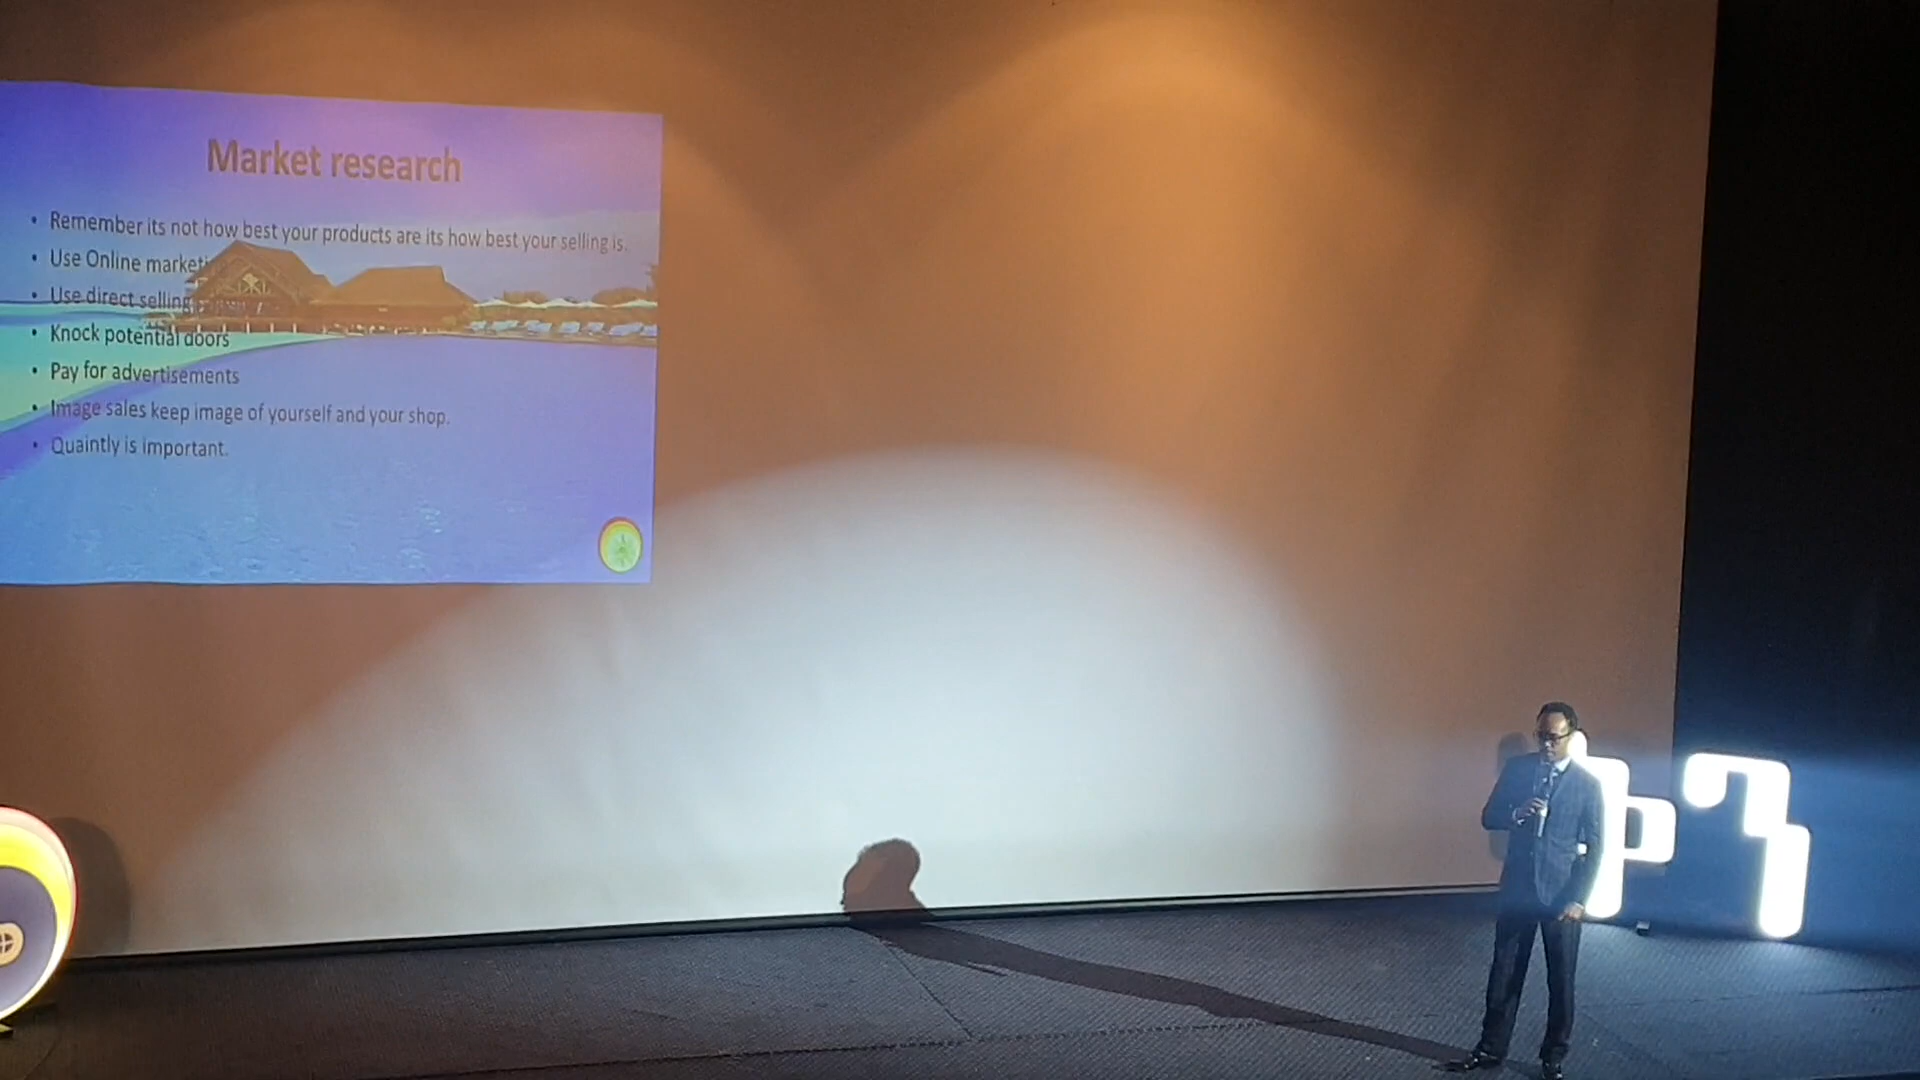 Market research
• Remember its not how best your products are its how best your selling is.
• Use Online marketi
• Use direct selling
• Knock potential doors
• Pay for advertisements
• Image sales keep image of yourself and your shop.
• Quaintly is important.